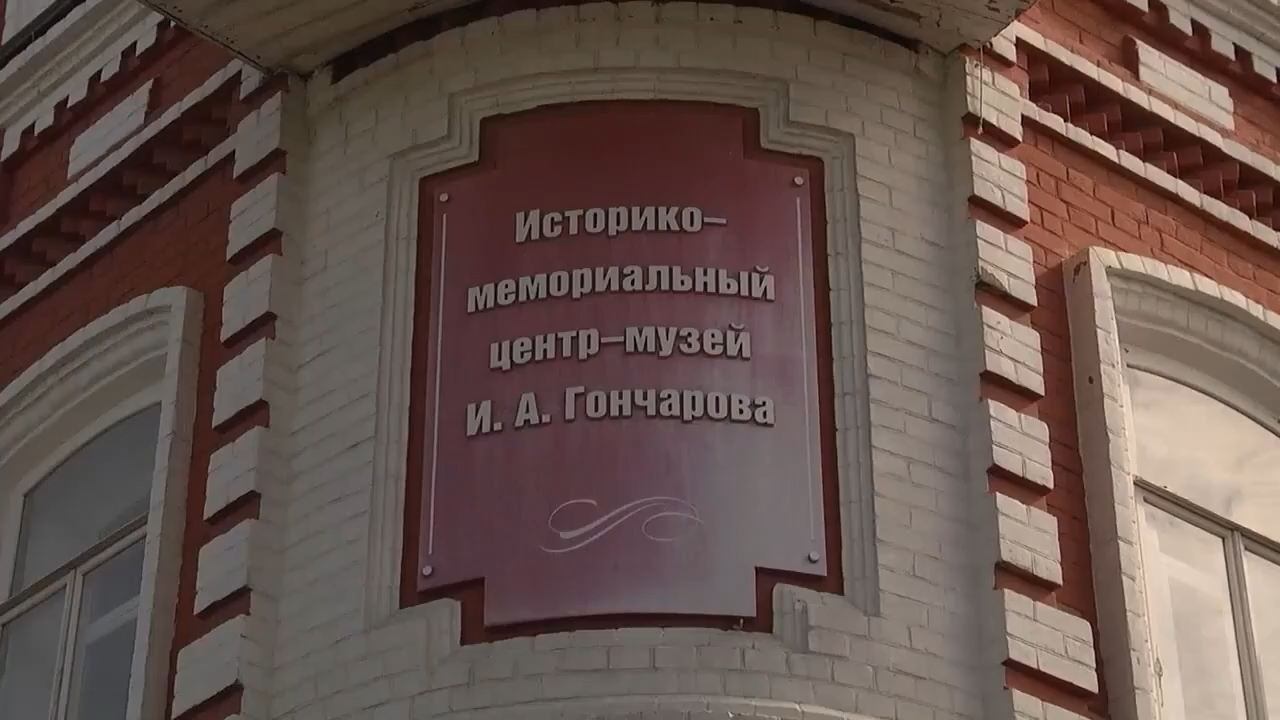 Историко–
мемориальный
центр–музей
И. А. Гончарова